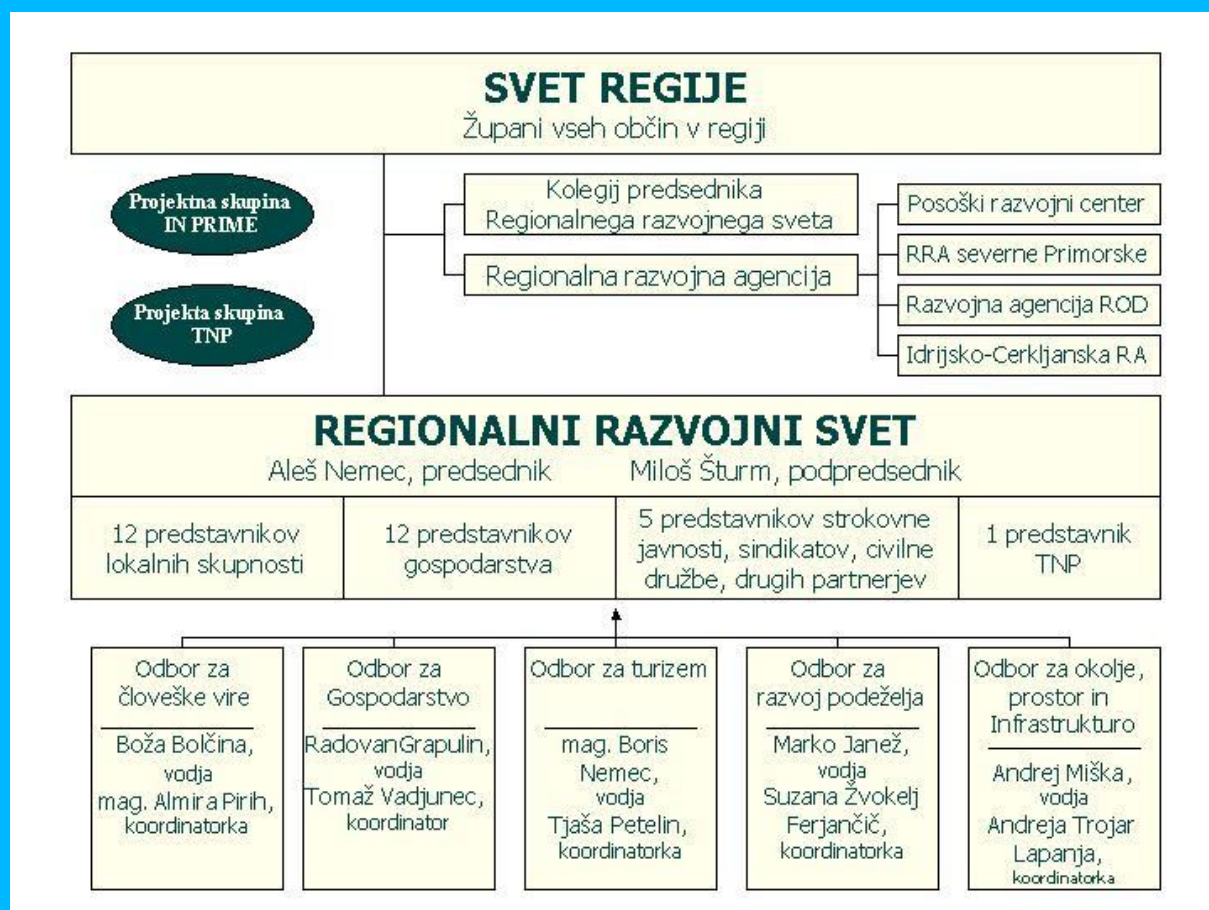 SVET REGIJE
Župani vseh občin v regiji
Projektna skupina
IN PRIME
Projekta skupina
TNP
Kolegij predsednika
Regionalnega razvojnega sveta
Regionalna razvojna agencija
Pososški razvojni center
RRA severne Primorske
Razvojna agencija ROD
Idrijsko-Cerkljanska RA
REGIONALNI RAZVOJNI SVET
Aleš Nemec, predsednik Miloš Šturm, podpredsednik
12 predstavnikov
lokalnih skupnosti
12 predstavnikov
gospodarstva
5 predstavnikov strokovne
javnosti, sindikatov, civilne
družbe, drugih partnerjev
1 predstavnik
TNP
Odbor za
človeške vire
Boža Bolčina,
vodja
mag. Almira Pirih,
koordinatorka
Odbor za
Gospodarstvo
RadovanGrapulin,
vodja
Tomaž Vadjunec,
koordinator
Odbor za turizem
mag. Boris
Nemec,
vodja
Tjaša Petelin,
koordinatorka
Odbor za
razvoj podeželja
Marko Janež,
vodja
Suzana Žvokelj
Ferjančič,
koordinatorka
Odbor za okolje,
prostor in
Infrastrukturo
Andrej Miška,
vodja
Andreja Trojar
Lapanja,
koordinatorka